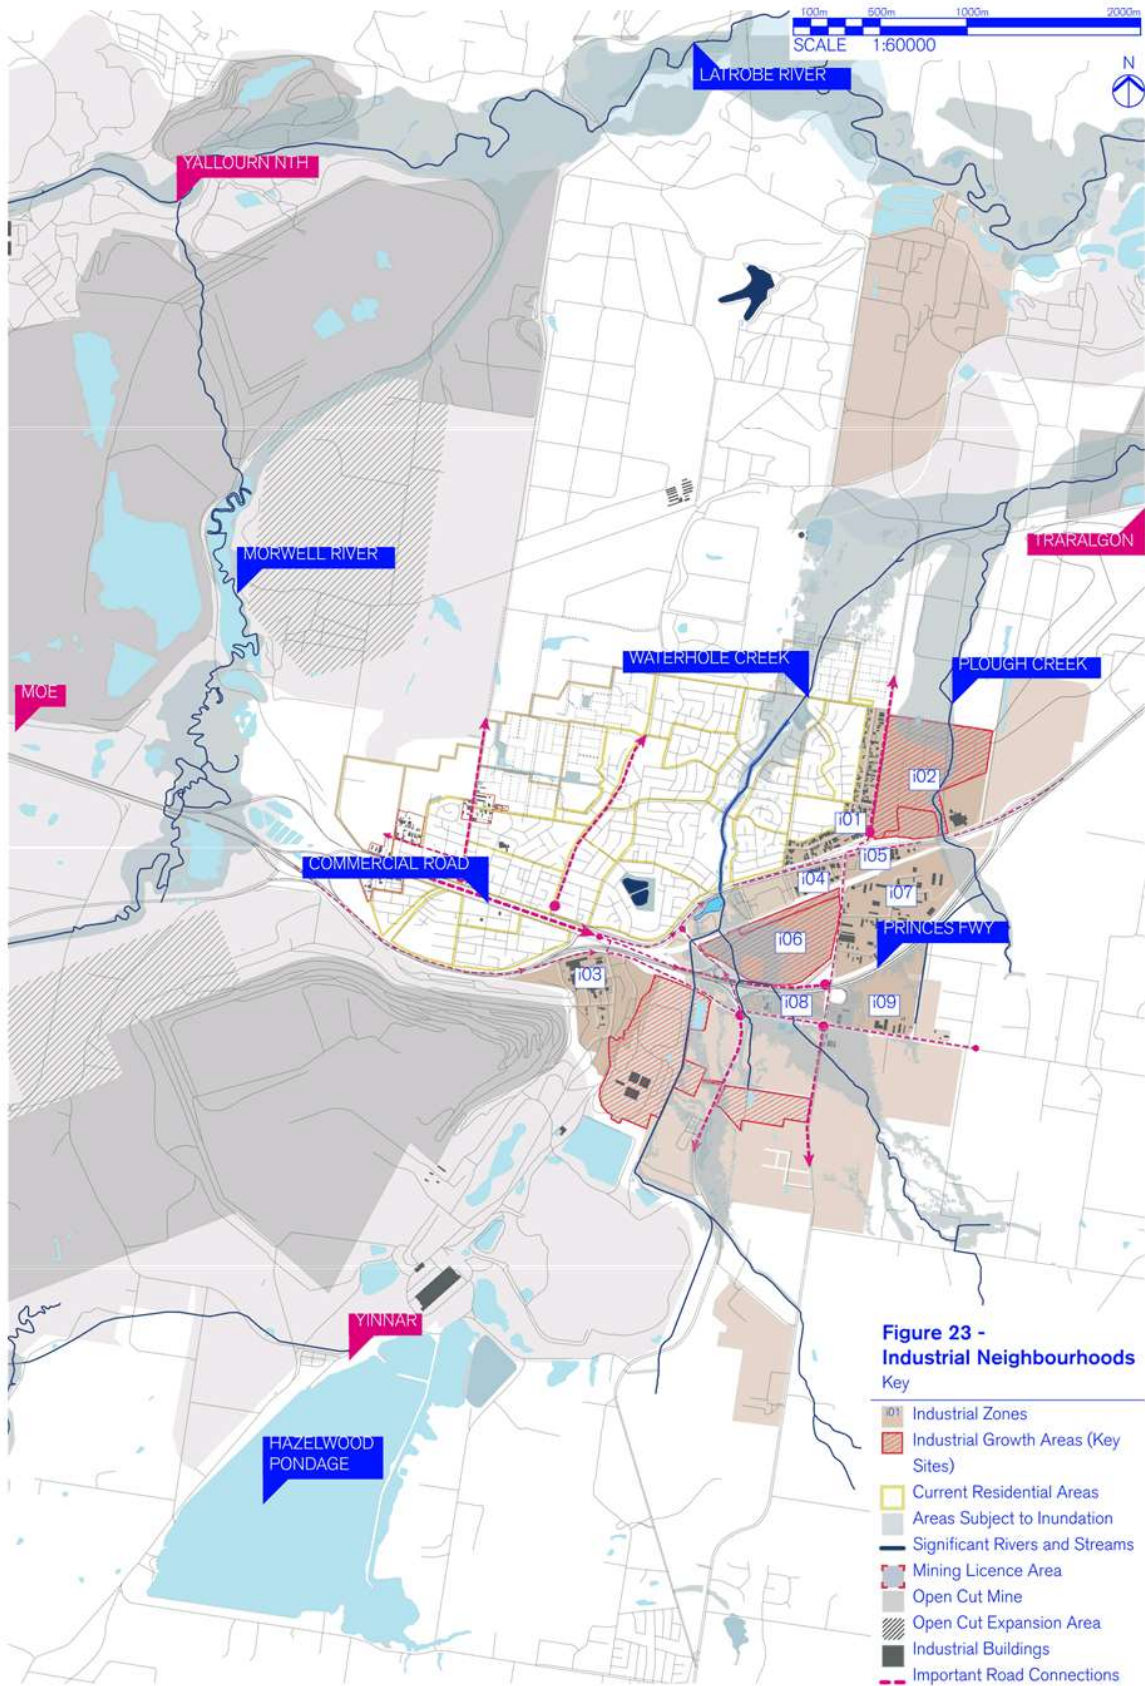 100m 500m 1000m 2000m
SCALE 1:60000
N
LATROBE RIVER
YALLOURN NTH
MORWELL RIVER
TRARALGON
WATERHOLE CREEK
PLOUGH CREEK
MOE
i02
i01
i05
COMMERCIAL ROAD
i04
i07
PRINCES FWY
i06
i03
i08
i09
YINNAR
HAZELWOOD
PONDAGE
Figure 23 -
Industrial Neighbourhoods
Key
i01 Industrial Zones
Industrial Growth Areas (Key
Sites)
Current Residential Areas
Areas Subject to Inundation
Significant Rivers and Streams
Mining Licence Area
Open Cut Mine
Open Cut Expansion Area
Industrial Buildings
Important Road Connections